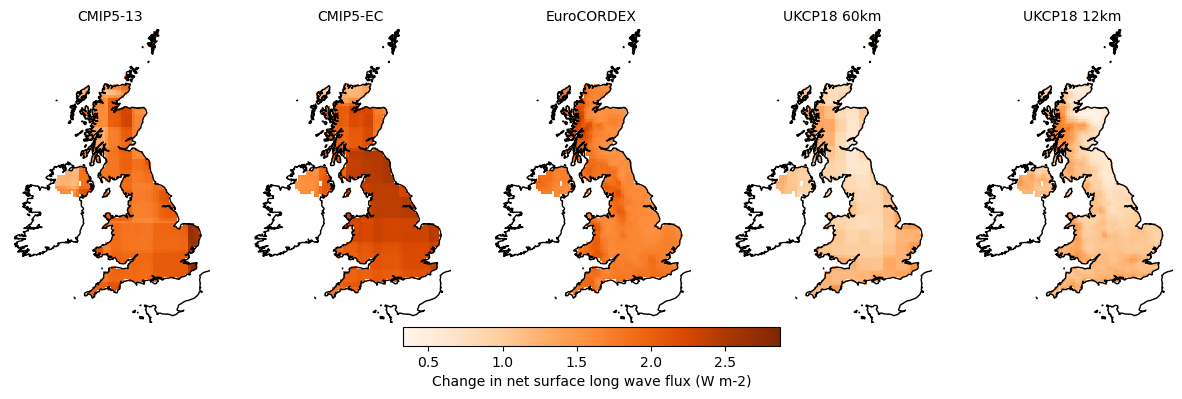 CMIP5-13 CMIP5-EC EuroCORDEX UKCP18 60km UKCP18 12km
0.5 1.0 1.5 2.0 2.5
Change in net surface long wave flux (W m-2)